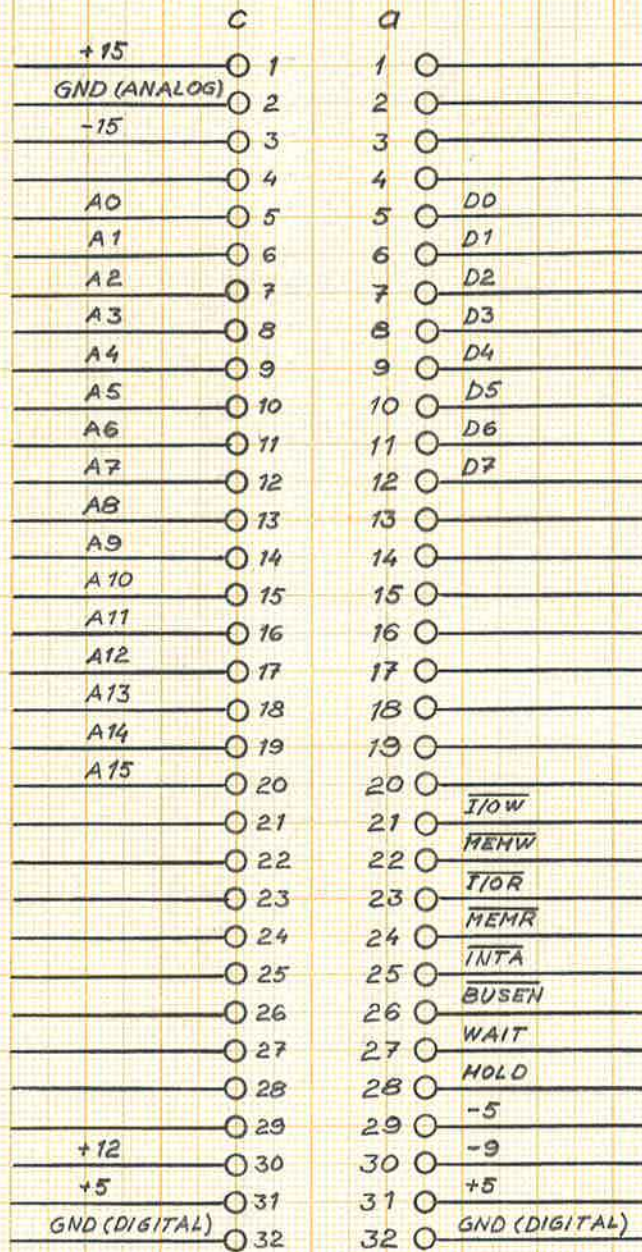 c a
+15
1 1
GND (ANALOG)
2 2
-15
3 3
4 4
A0 D0
5 5
A1 D1
6 6
A2 D2
7 7
A3 D3
8 8
A4 D4
9 9
A5 D5
10 10
A6 D6
11 11
A7 D7
12 12
A8
13 13
A9
14 14
A10
15 15
A11
16 16
A12
17 17
A13
18 18
A14
19 19
A15
20 20
I/OW
21 21
MEMW
22 22
I/OR
23 23
MEMR
24 24
INTA
25 25
BUSEN
26 26
WAIT
27 27
HOLD
28 28
-5
29 29
+12 -9
30 30
+5 +5
31 31
GND (DIGITAL) GND (DIGITAL)
32 32